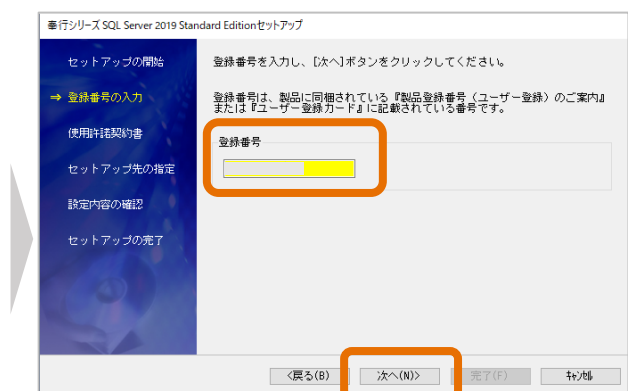 奉行シリーズ SQL Server 2019 Standard Editionセットアップ
セットアップの開始
⇒ 登録番号の入力
使用許諾契約書
セットアップ先の指定
設定内容の確認
セットアップの完了
登録番号を入力し、[次へ]ボタンをクリックしてください。
登録番号は、製品に同梱されている『製品登録番号（ユーザー登録）のご案内』
または『ユーザー登録カード』に記載されている番号です。
登録番号
<戻る(B)
次へ(N)>
完了(F)
ｷｬﾝｾﾙ